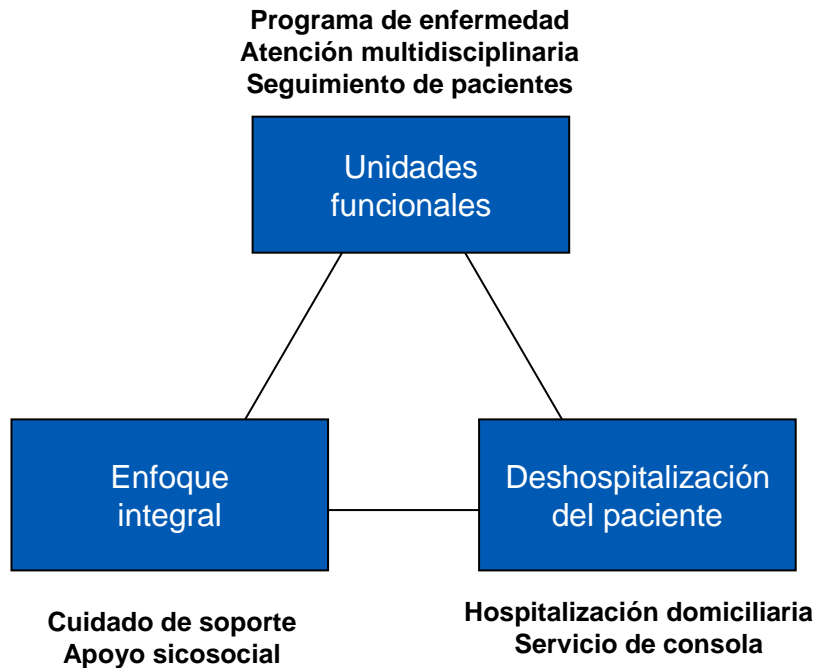 Programa de enfermedad
Atención multidisciplinaria
Seguimiento de pacientes
Unidades
funcionales
Enfoque
integral
Deshospitalización
del paciente
Cuidado de soporte
Apoyo sicosocial
Hospitalización domiciliaria
Servicio de consola